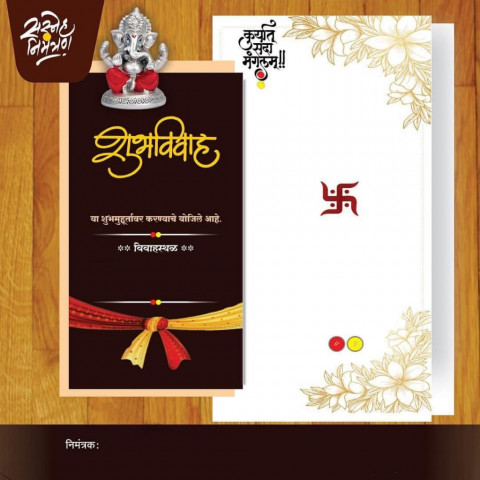 सस्नेह
निमंत्रण
कुर्यात
सदा
मंगलम्!!
शुभविवाह
या शुभमुहूर्तावर करण्याचे योजिले आहे.
विवाहस्थळ
निमंत्रक: